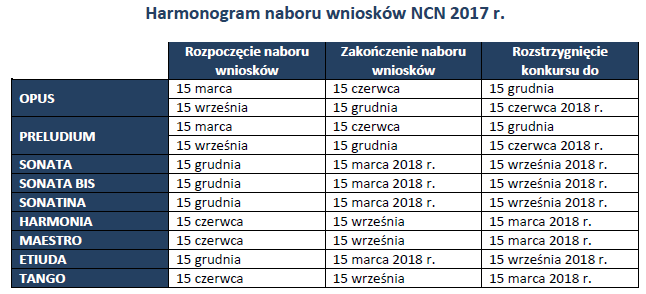 Harmonogram naboru wniosków NCN 2017 r.
Rozpoczęcie naboru wniosków Zakończenie naboru wniosków Rozstrzygnięcie konkursu do
OPUS 15 marca 15 czerwca 15 grudnia
15 września 15 grudnia 15 czerwca 2018 r.
PRELUDIUM 15 marca 15 czerwca 15 grudnia
15 września 15 grudnia 15 czerwca 2018 r.
SONATA 15 grudnia 15 marca 2018 r. 15 września 2018 r.
SONATA BIS 15 grudnia 15 marca 2018 r. 15 września 2018 r.
SONATINA 15 grudnia 15 marca 2018 r. 15 września 2018 r.
HARMONIA 15 czerwca 15 września 15 marca 2018 r.
MAESTRO 15 czerwca 15 września 15 marca 2018 r.
ETIUDA 15 grudnia 15 marca 2018 r. 15 września 2018 r.
TANGO 15 czerwca 15 września 15 marca 2018 r.